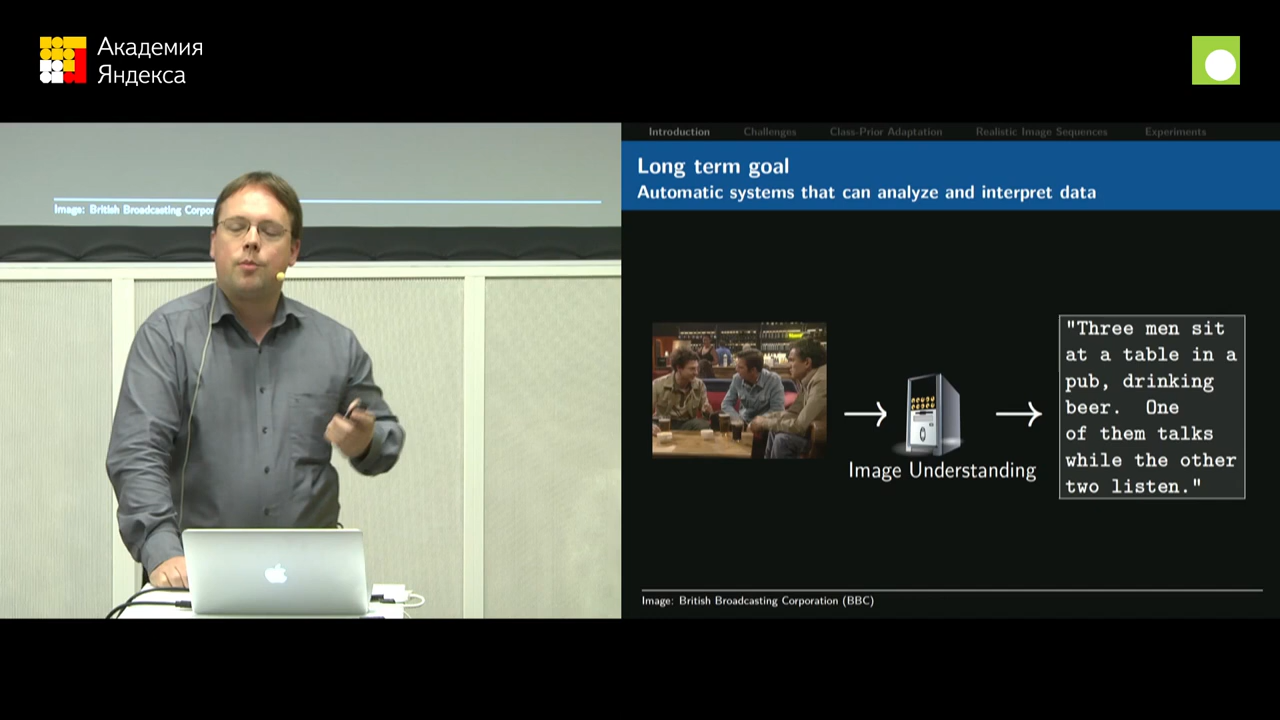 Академия
Яндекса
Image: British Broadcasting Corpor
Introduction Challenges Class-Prior Adaptation Realistic Image Sequences Experiments
Long term goal
Automatic systems that can analyze and interpret data
Image Understanding
"Three men sit
at a table in a
pub, drinking
beer. One
of them talks
while the other
two listen."
Image: British Broadcasting Corporation (BBC)